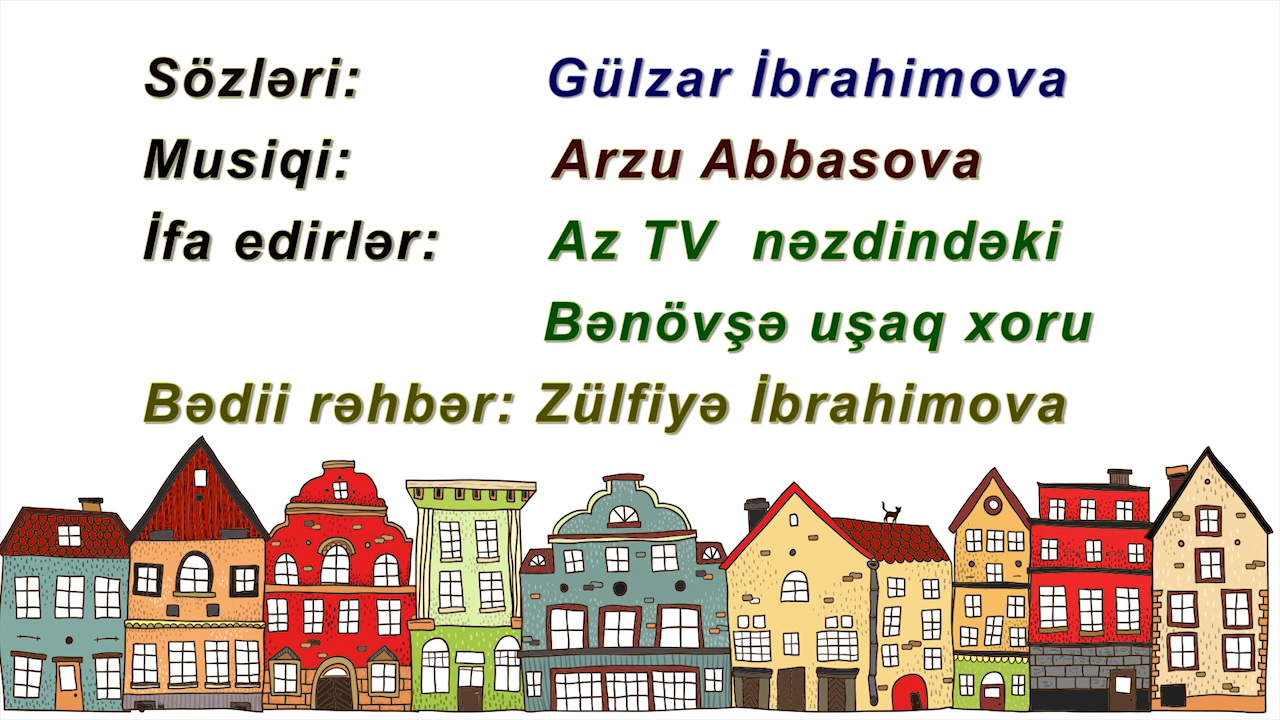 Sözləri: Gülzar İbrahimova
Musiqi: Arzu Abbasova
İfa edirlər: Az TV nəzdindəki
Bənövşə uşaq xoru
Bədii rəhbər: Zülfiyə İbrahimova